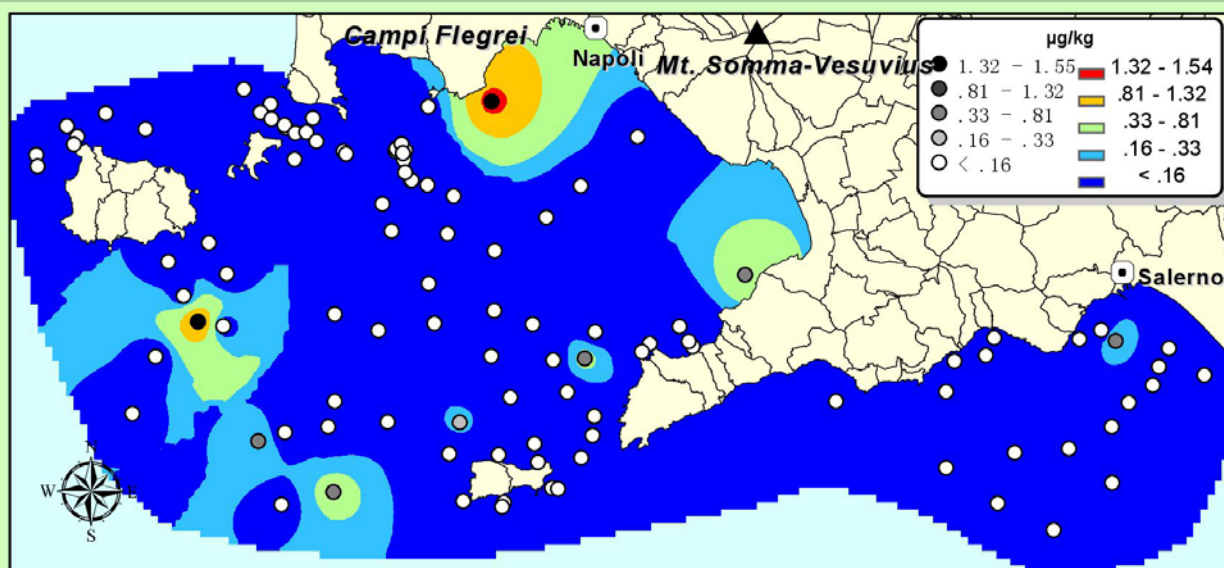 Campi Flegrei
Napoli
Mt. Somma-Vesuvius
µg/kg
1.32 - 1.55 1.32 - 1.54
.81 - 1.32 .81 - 1.32
.33 - .81 .33 - .81
.16 - .33 .16 - .33
< .16 < .16
Salerno
N
W E
S